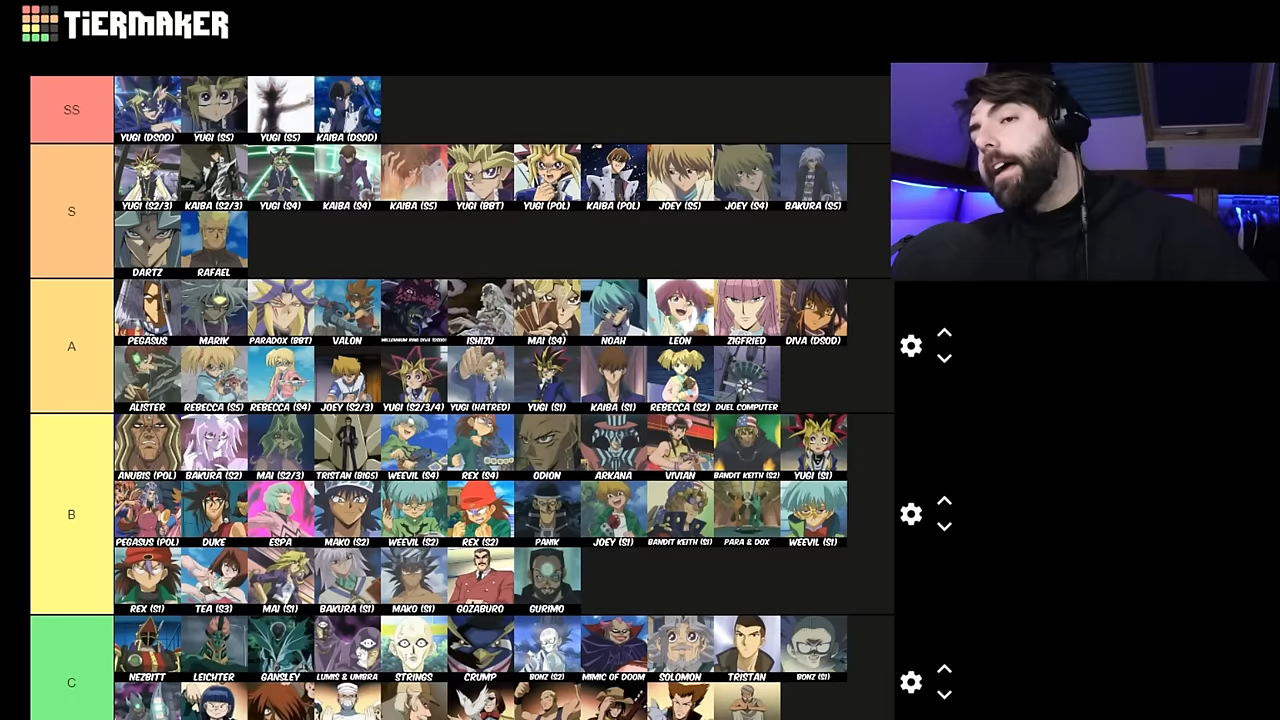 TIERMAKER
SS
YUGI (DSOD) YUGI (S5) YUGI (S5) KAIBA (DSOD)
S
YUGI (S2/3) KAIBA (S2/3) YUGI (S4) KAIBA (S4) KAIBA (S5) YUGI (BBT) YUGI (POL) KAIBA (POL) JOEY (S5) JOEY (S4) BAKURA (S5)
DARTZ RAFAEL
A
PEGASUS MARIK PARADOX (BBT) VALON MILLENNIUM RING DIVA (DSOD) ISHIZU MAI (S4) NOAH LEON ZIGFRIED DIVA (DSOD)
ALISTER REBECCA (S5) REBECCA (S4) JOEY (S2/3) YUGI (S2/3/4) YUGI (HATRED) YUGI (S1) KAIBA (S1) REBECCA (S2) DUEL COMPUTER
B
ANUBIS (POL) BAKURA (S2) MAI (S2/3) TRISTAN (BIG5) WEEVIL (S4) REX (S4) ODION ARKANA VIVIAN BANDIT KEITH (S2) YUGI (S1)
PEGASUS (POL) DUKE ESPA MAKO (S2) WEEVIL (S2) REX (S2) PANIK JOEY (S1) BANDIT KEITH (S1) PARA & DOX WEEVIL (S1)
REX (S1) TEA (S3) MAI (S1) BAKURA (S1) MAKO (S1) GOZABURO GURIMO
C
NEZBITT LEICHTER GANSLEY LUMIS & UMBRA STRINGS CRUMP BONZ (S2) MIMIC OF DOOM SOLOMON TRISTAN BONZ (S1)